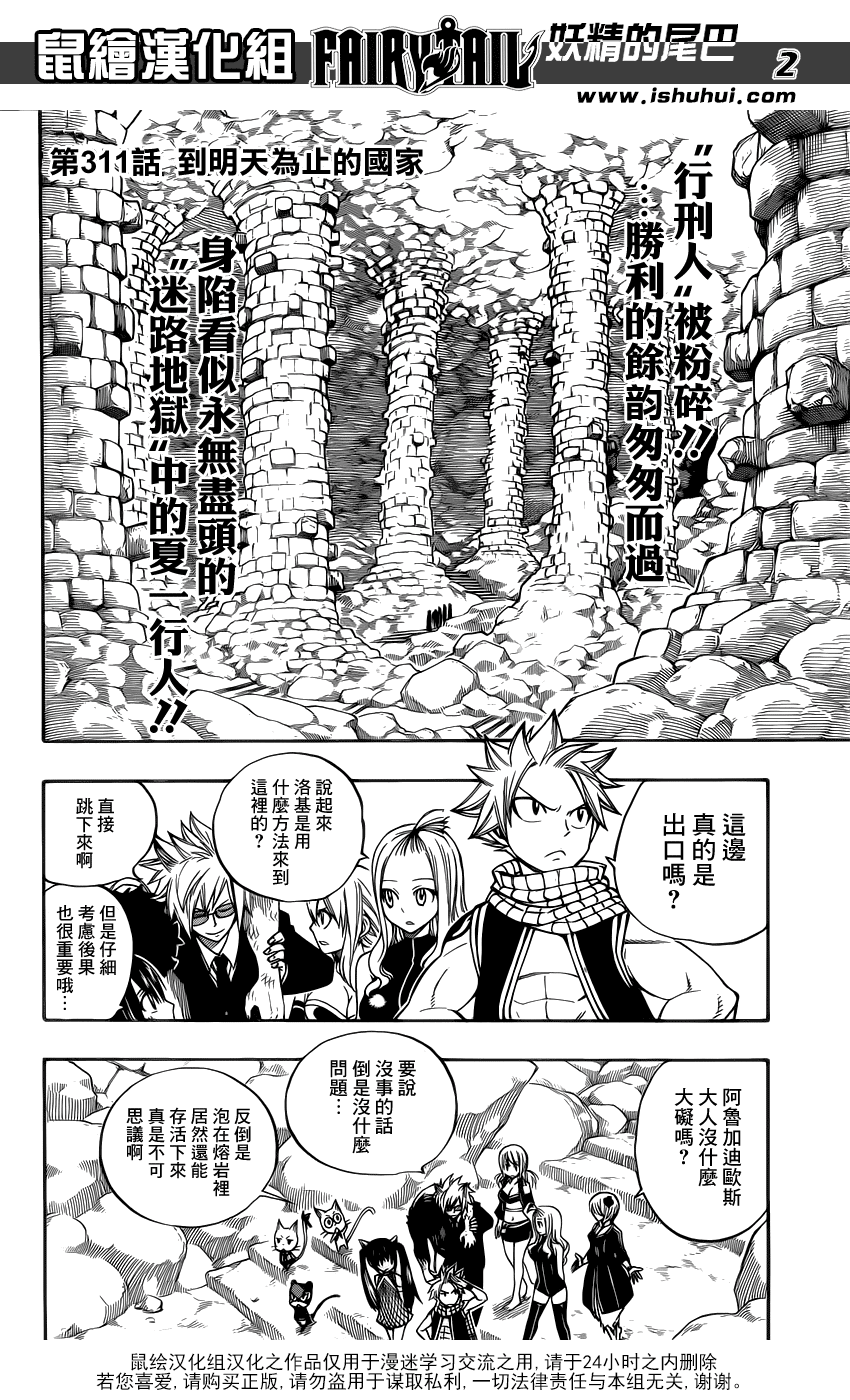 鼠繪漢化組
FAIRY TAIL
妖精的尾巴
2
www.ishuhui.com
第311話 到明天為止的國家
〝行刑人〞被粉碎!!
…勝利的餘韵匆匆而過
身陷看似永無盡頭的
〝迷路地獄〞中的夏一行人!!
這邊
真的是
出口嗎?
說起來
洛基是用
什麼方法來到
這裡的?
直接
跳下來啊
但是仔細
考慮後果
也很重要哦…
阿魯加迪歐斯
大人沒什麼
大礙嗎?
要說
沒事的話
倒是沒什麼
問題…
反倒是
泡在熔岩裡
居然還能
存活下來
真是不可
思議啊
鼠绘汉化组汉化之作品仅用于漫迷学习交流之用,请于24小时之内删除
若您喜爱,请购买正版,请勿盗用于谋取私利,一切法律责任与本组无关,谢谢。